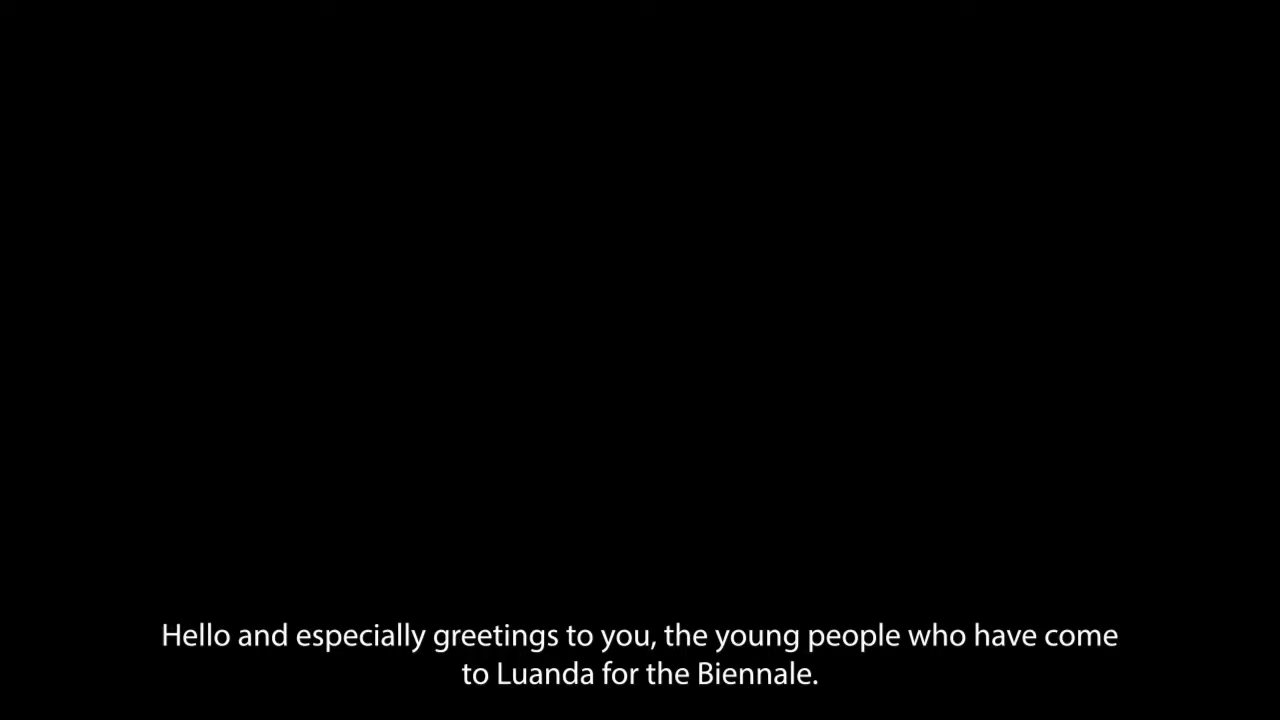 Hello and especially greetings to you, the young people who have come
to Luanda for the Biennale.